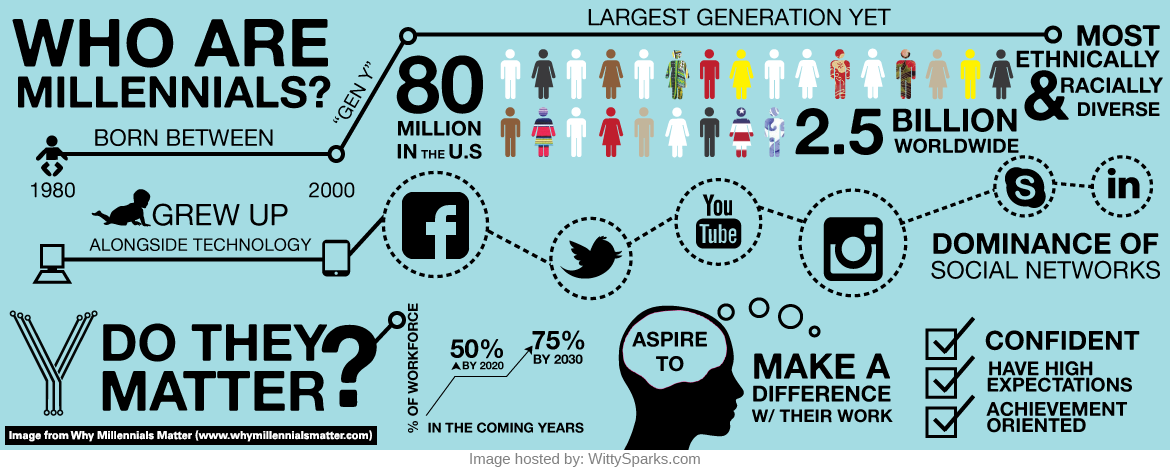 WHO ARE
MILLENNIALS?
BORN BETWEEN
1980
2000
"GEN Y"
LARGEST GENERATION YET
80
MILLION
IN THE U.S
2.5 BILLION
WORLDWIDE
MOST
ETHNICALLY
& RACIALLY
DIVERSE
GREW UP
ALONGSIDE TECHNOLOGY
f
You
Tube
S
in
DOMINANCE OF
SOCIAL NETWORKS
Y DO THEY
MATTER?
% OF WORKFORCE
50%
BY 2020
75%
BY 2030
IN THE COMING YEARS
ASPIRE
TO
MAKE A
DIFFERENCE
W/ THEIR WORK
CONFIDENT
HAVE HIGH
EXPECTATIONS
ACHIEVEMENT
ORIENTED
Image from Why Millennials Matter (www.whymillennialsmatter.com)
Image hosted by: WittySparks.com